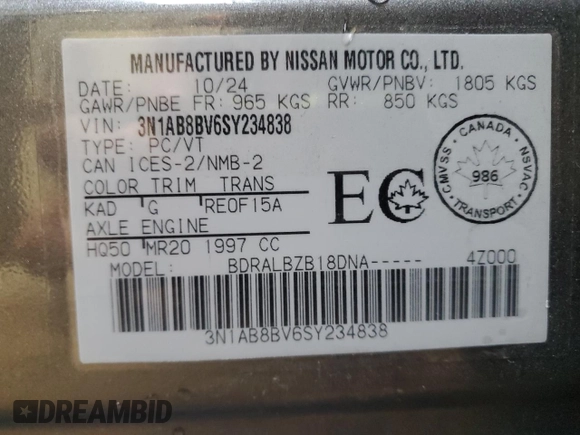 MANUFACTURED BY NISSAN MOTOR CO., LTD.
DATE: 10/24 GVWR/PNBV: 1805 KGS
GAWR/PNBE FR: 965 KGS RR: 850 KGS
VIN: 3N1AB8BV6SY234838
TYPE: PC/VT
CAN ICES-2/NMB-2
COLOR TRIM TRANS
KAD G RE0F15A
AXLE ENGINE
HQ50 MR20 1997 CC
EC
CANADA
CMVSS
986
NSVAC
TRANSPORT
MODEL: BDRALBZB18DNA----- 4Z000
3N1AB8BV6SY234838
DREAMBID